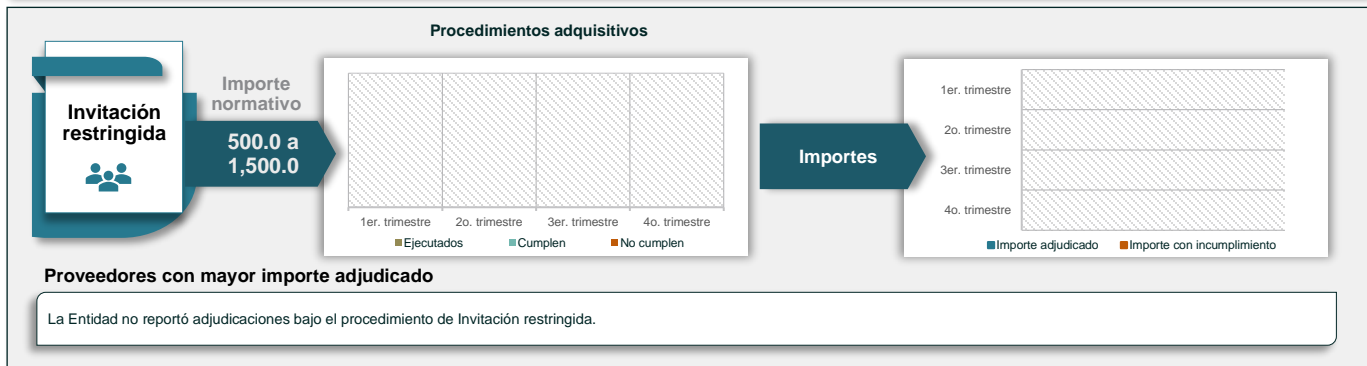 Procedimientos adquisitivos
Invitación
restringida
Importe
normativo
500.0 a
1,500.0
1er. trimestre
2o. trimestre
3er. trimestre
4o. trimestre
Ejecutados
Cumplen
No cumplen
Importes
1er. trimestre
2o. trimestre
3er. trimestre
4o. trimestre
Importe adjudicado
Importe con incumplimiento
Proveedores con mayor importe adjudicado
La Entidad no reportó adjudicaciones bajo el procedimiento de Invitación restringida.